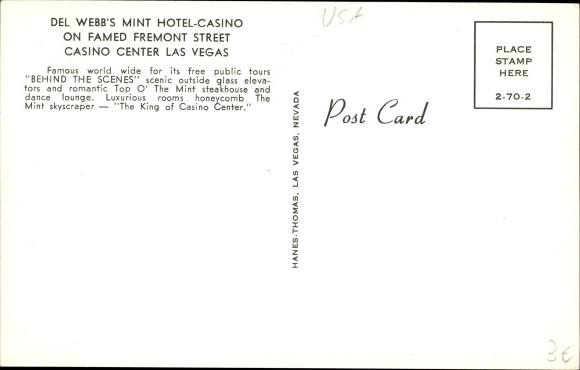 DEL WEBB'S MINT HOTEL-CASINO
ON FAMED FREMONT STREET
CASINO CENTER LAS VEGAS
Famous world wide for its free public tours
"BEHIND THE SCENES" scenic outside glass eleva-
tors and romantic Top O' The Mint steakhouse and
dance lounge. Luxurious rooms honeycomb The
Mint skyscraper — "The King of Casino Center."
HANES-THOMAS, LAS VEGAS, NEVADA
USA
Post Card
PLACE
STAMP
HERE
2-70-2
3€